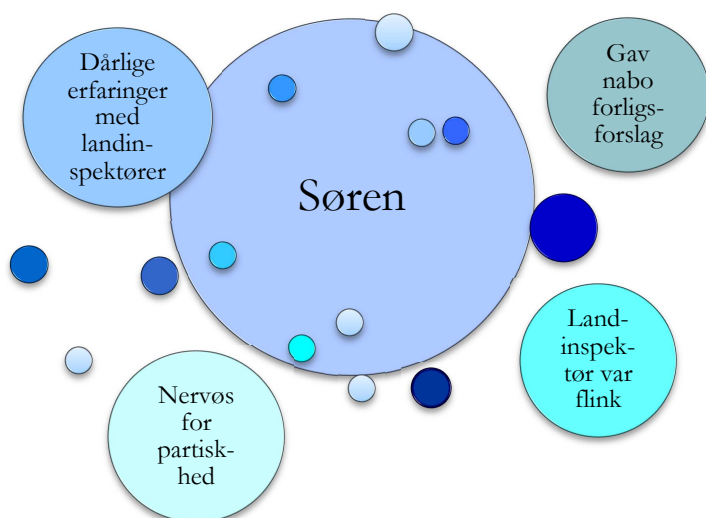 Dårlige
erfaringer
med
landin-
spektører
Gav
nabo
forligs-
forslag
Søren
Land-
inspek-
tør var
flink
Nervøs
for
partisk-
hed